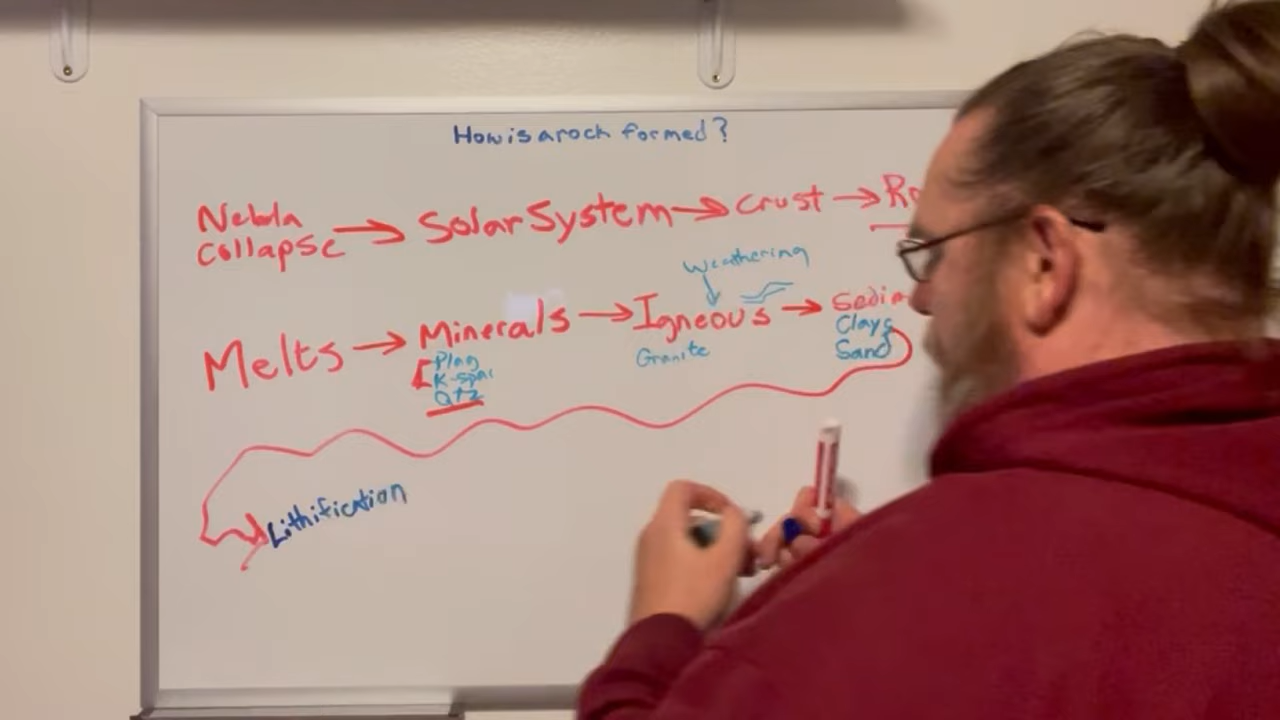 How is a rock formed?
Nebula collapse → Solar System → Crust →
Weathering
Melts → Minerals → Igneous →
Plag
K-spar
Qtz
Granite
Clays
Sand
Lithification